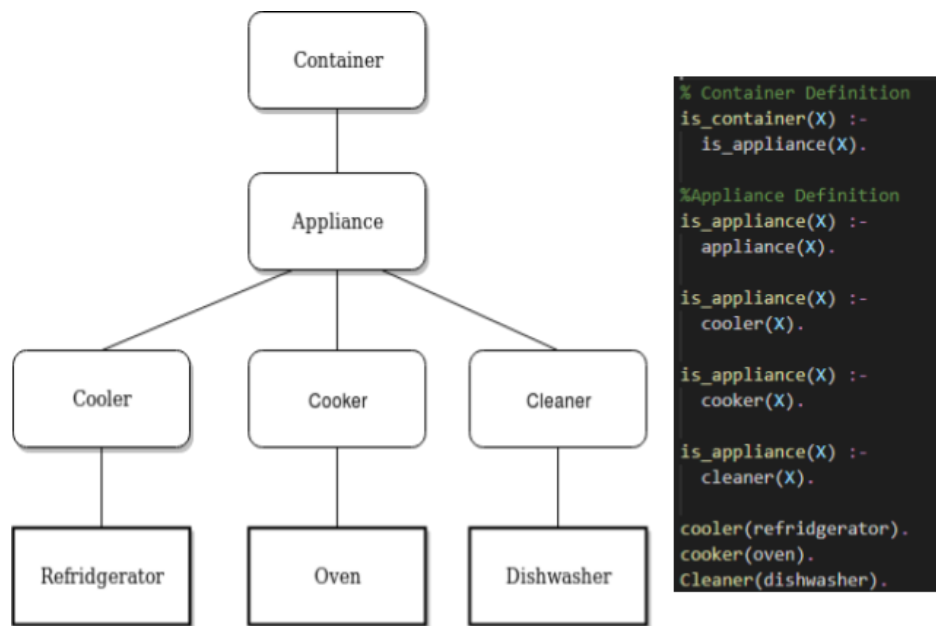 Container
Appliance
Cooler
Cooker
Cleaner
Refridgerator
Oven
Dishwasher
% Container Definition
is_container(X) :-
is_appliance(X).
%Appliance Definition
is_appliance(X) :-
appliance(X).
is_appliance(X) :-
cooler(X).
is_appliance(X) :-
cooker(X).
is_appliance(X) :-
cleaner(X).
cooler(refridgerator).
cooker(oven).
Cleaner(dishwasher).